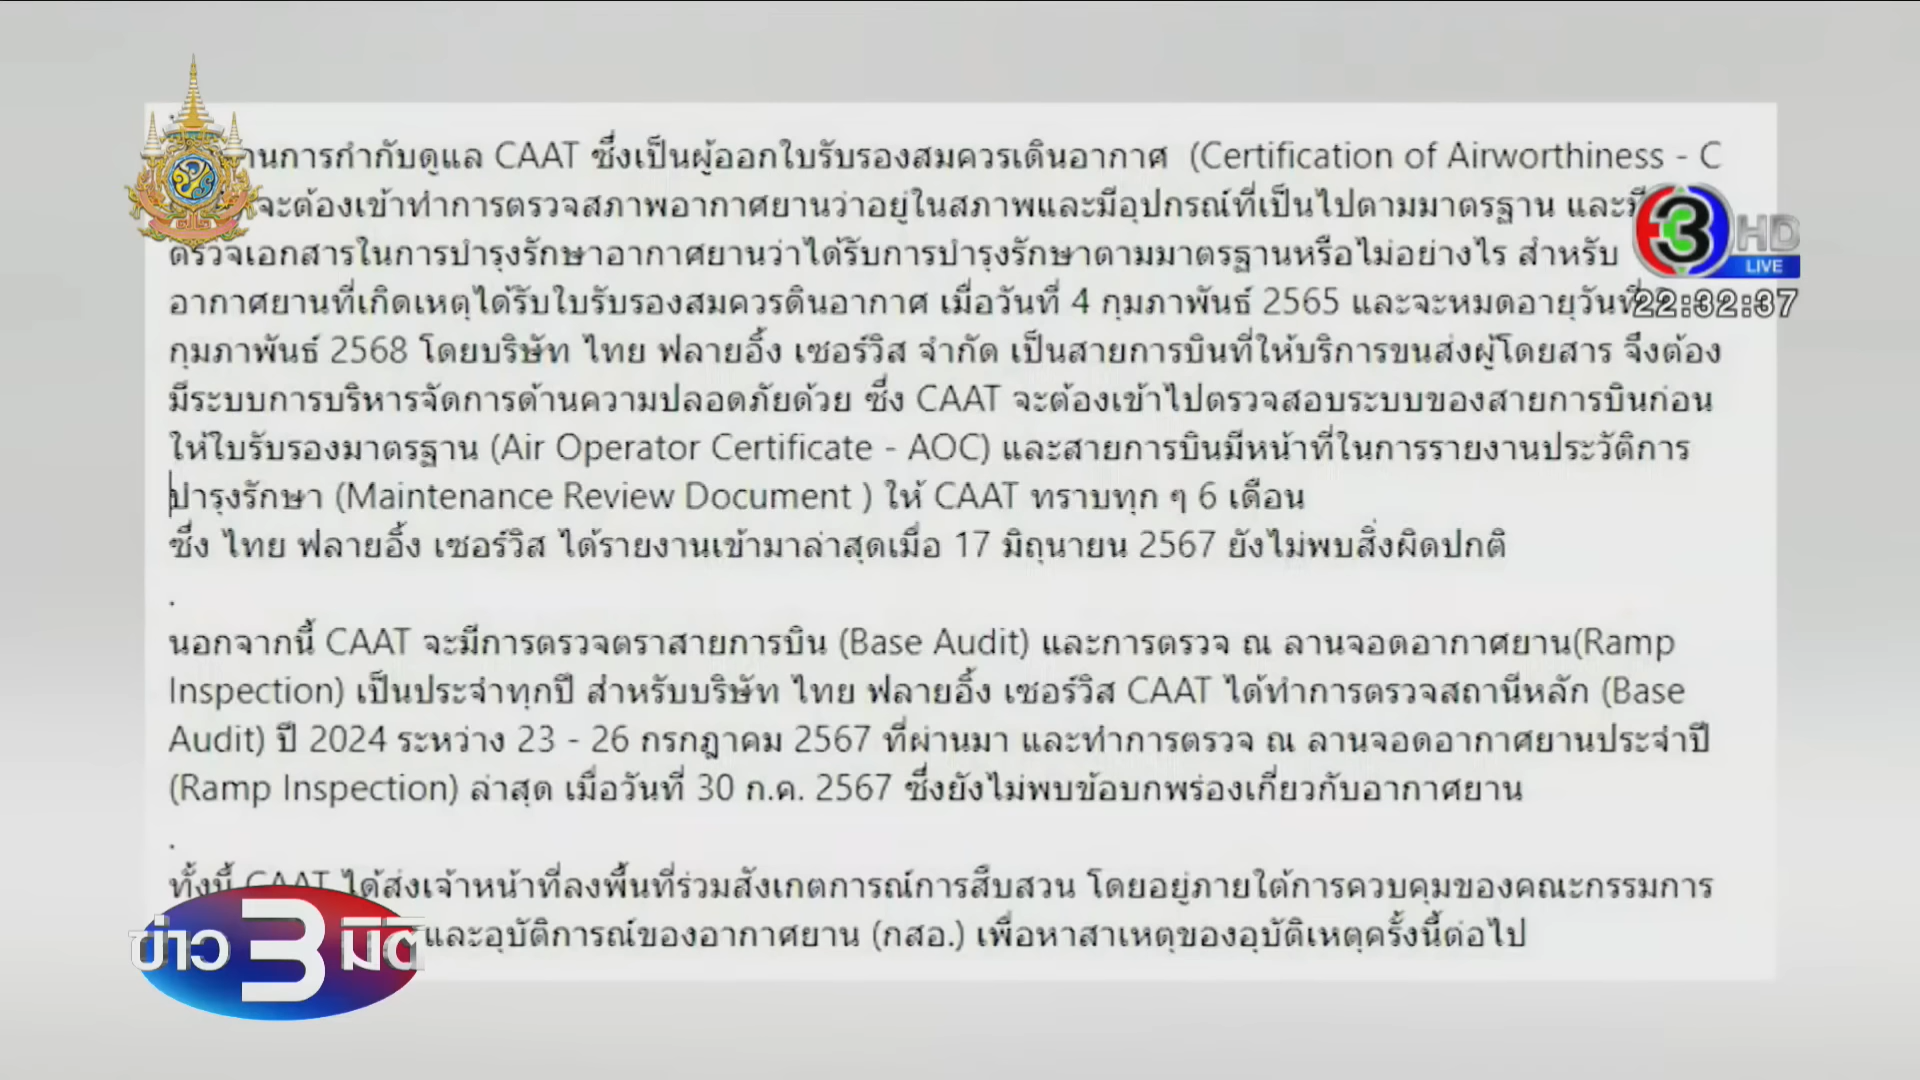 านการกำกับดูแล CAAT ซึ่งเป็นผู้ออกใบรับรองสมควรเดินอากาศ (Certification of Airworthiness - C
จะต้องเข้าทำการตรวจสภาพอากาศยานว่าอยู่ในสภาพและมีอุปกรณ์ที่เป็นไปตามมาตรฐาน และมี
ตรวจเอกสารในการบำรุงรักษาอากาศยานว่าได้รับการบำรุงรักษาตามมาตรฐานหรือไม่อย่างไร สำหรับ
อากาศยานที่เกิดเหตุได้รับใบรับรองสมควรดินอากาศ เมื่อวันที่ 4 กุมภาพันธ์ 2565 และจะหมดอายุวันที่
กุมภาพันธ์ 2568 โดยบริษัท ไทย ฟลายอิ้ง เซอร์วิส จำกัด เป็นสายการบินที่ให้บริการขนส่งผู้โดยสาร จึงต้อง
มีระบบการบริหารจัดการด้านความปลอดภัยด้วย ซึ่ง CAAT จะต้องเข้าไปตรวจสอบระบบของสายการบินก่อน
ให้ใบรับรองมาตรฐาน (Air Operator Certificate - AOC) และสายการบินมีหน้าที่ในการรายงานประวัติการ
บำรุงรักษา (Maintenance Review Document ) ให้ CAAT ทราบทุก ๆ 6 เดือน
ซึ่ง ไทย ฟลายอิ้ง เซอร์วิส ได้รายงานเข้ามาล่าสุดเมื่อ 17 มิถุนายน 2567 ยังไม่พบสิ่งผิดปกติ
.
นอกจากนี้ CAAT จะมีการตรวจตราสายการบิน (Base Audit) และการตรวจ ณ ลานจอดอากาศยาน(Ramp
Inspection) เป็นประจำทุกปี สำหรับบริษัท ไทย ฟลายอิ้ง เซอร์วิส CAAT ได้ทำการตรวจสถานีหลัก (Base
Audit) ปี 2024 ระหว่าง 23 - 26 กรกฎาคม 2567 ที่ผ่านมา และทำการตรวจ ณ ลานจอดอากาศยานประจำปี
(Ramp Inspection) ล่าสุด เมื่อวันที่ 30 ก.ค. 2567 ซึ่งยังไม่พบข้อบกพร่องเกี่ยวกับอากาศยาน
.
ทั้งนี้ CAAT ได้ส่งเจ้าหน้าที่ลงพื้นที่ร่วมสังเกตการณ์การสืบสวน โดยอยู่ภายใต้การควบคุมของคณะกรรมการ
และอุบัติการณ์ของอากาศยาน (กสอ.) เพื่อหาสาเหตุของอุบัติเหตุครั้งนี้ต่อไป
3 HD
LIVE
22:32:37
ข่าว 3 มิติ